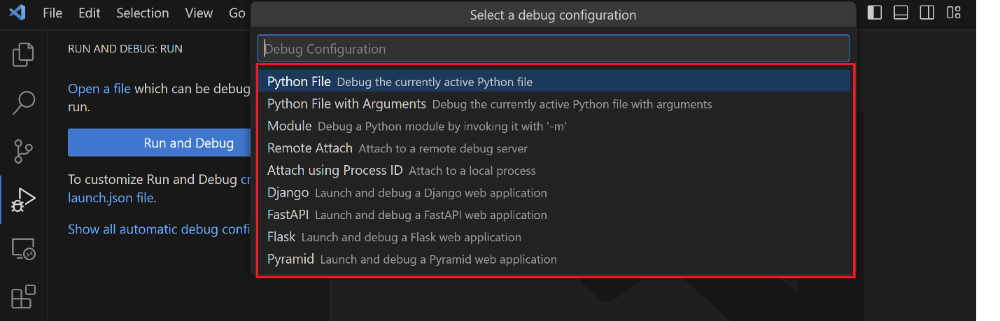 File Edit Selection View Go
Select a debug configuration
Debug Configuration
RUN AND DEBUG: RUN
Open a file which can be debug
run.
Run and Debug
To customize Run and Debug cr
launch.json file.
Show all automatic debug confi
Python File Debug the currently active Python file
Python File with Arguments Debug the currently active Python file with arguments
Module Debug a Python module by invoking it with '-m'
Remote Attach Attach to a remote debug server
Attach using Process ID Attach to a local process
Django Launch and debug a Django web application
FastAPI Launch and debug a FastAPI web application
Flask Launch and debug a Flask web application
Pyramid Launch and debug a Pyramid web application